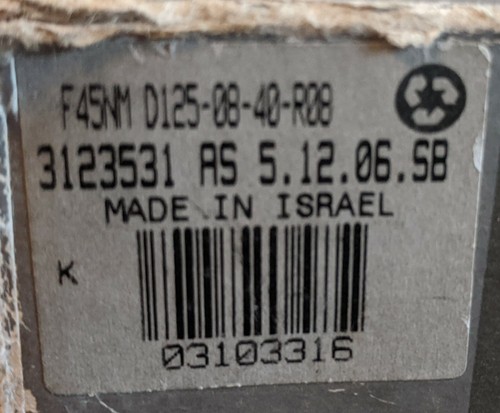 F45NM D125-08-40-R08
3123531 AS 5.12.06.SB
MADE IN ISRAEL
K
03103316